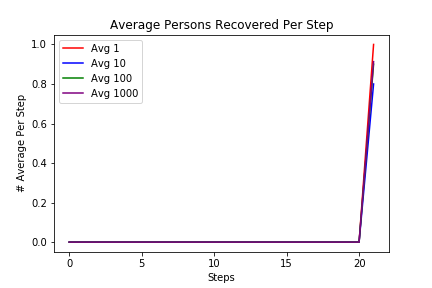 Average Persons Recovered Per Step
# Average Per Step
1.0
0.8
0.6
0.4
0.2
0.0
Avg 1
Avg 10
Avg 100
Avg 1000
0 5 10 15 20
Steps